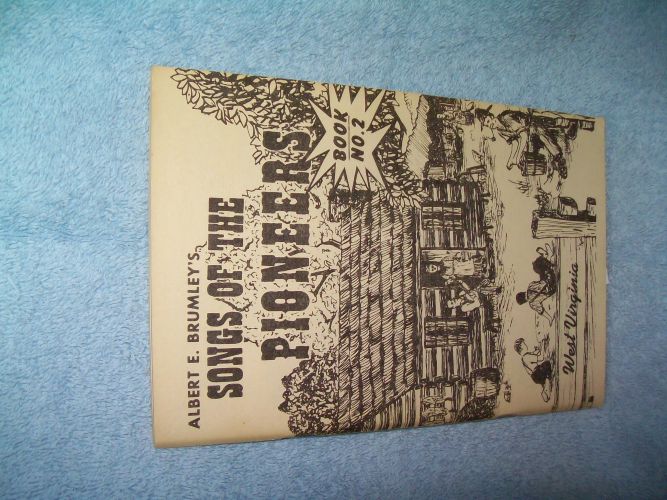 ALBERT E. BRUMLEY'S
SONGS OF THE
PIONEERS
BOOK
NO. 2
West Virginia